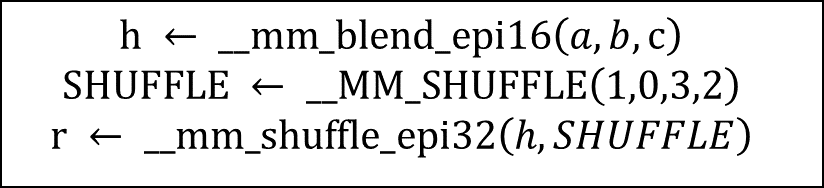 h ← __mm_blend_epi16(a, b, c)
SHUFFLE ← __MM_SHUFFLE(1,0,3,2)
r ← __mm_shuffle_epi32(h, SHUFFLE)